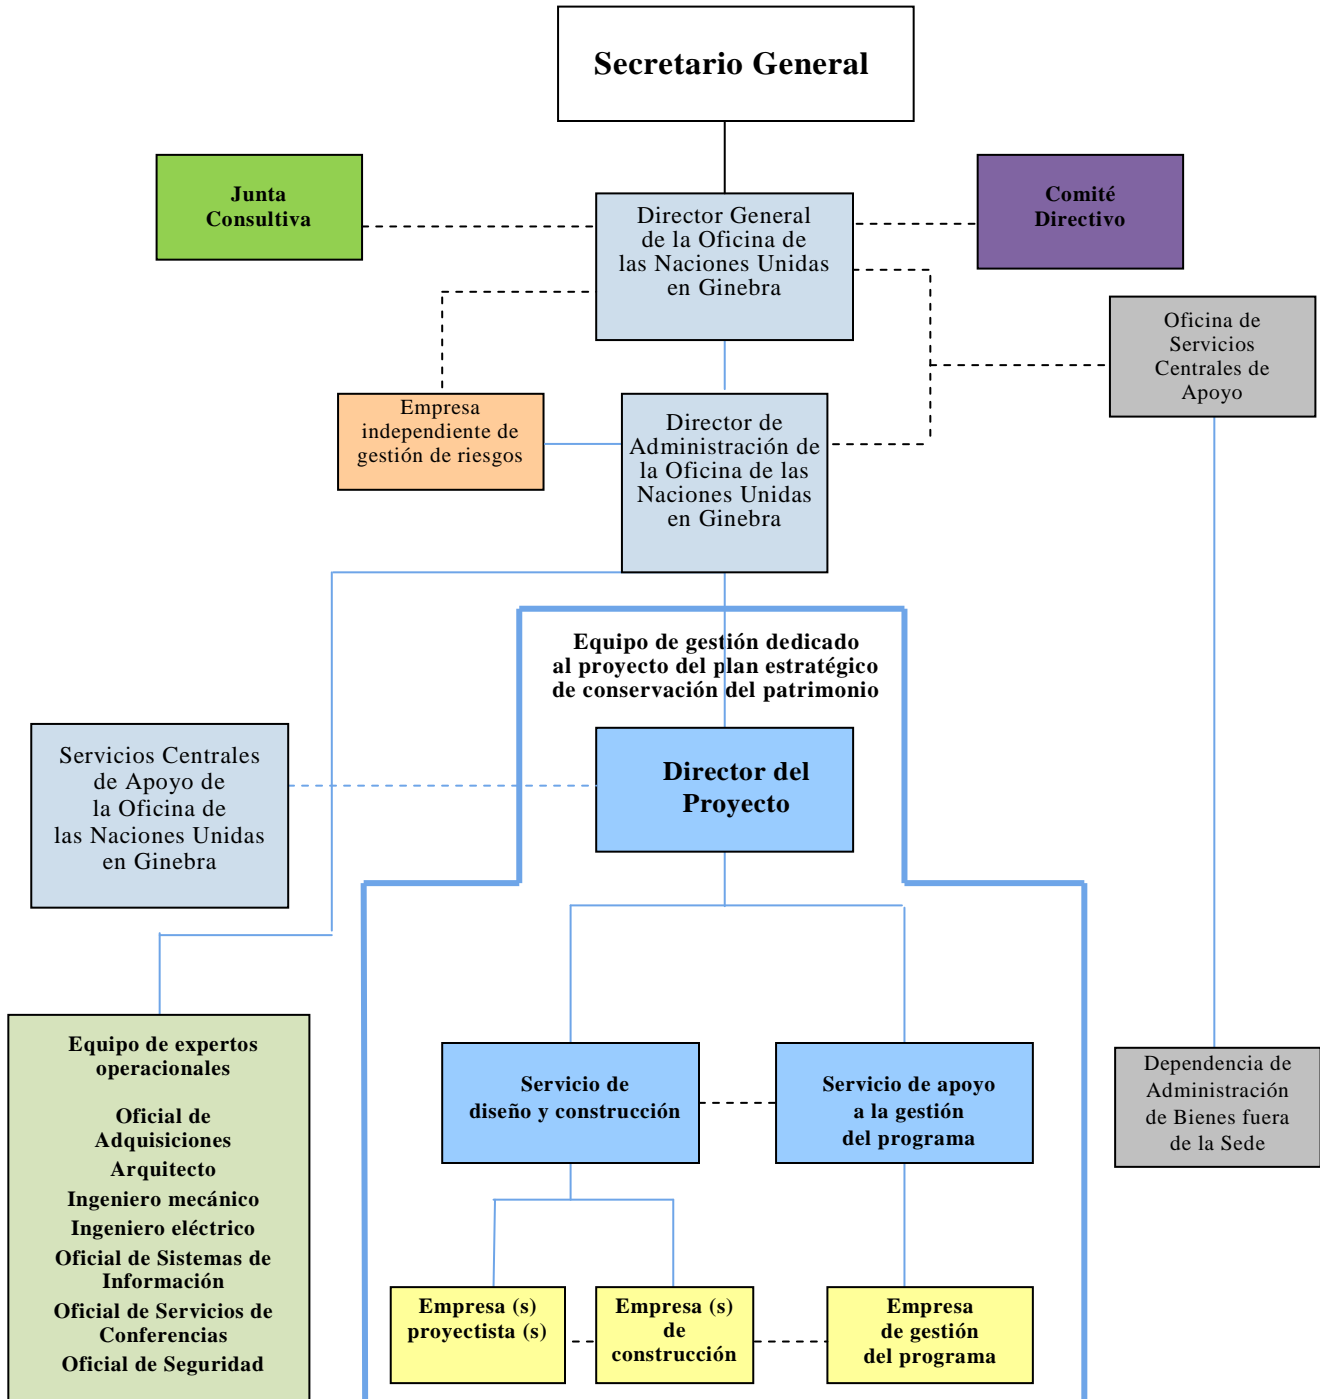 Secretario General
Junta
Consultiva
Director General
de la Oficina de
las Naciones Unidas
en Ginebra
Comité
Directivo
Oficina de
Servicios
Centrales de
Apoyo
Empresa
independiente de
gestión de riesgos
Director de
Administración de
la Oficina de las
Naciones Unidas
en Ginebra
Equipo de gestión dedicado
al proyecto del plan estratégico
de conservación del patrimonio
Servicios Centrales
de Apoyo de
la Oficina de
las Naciones Unidas
en Ginebra
Director del
Proyecto
Equipo de expertos
operacionales
Oficial de
Adquisiciones
Arquitecto
Ingeniero mecánico
Ingeniero eléctrico
Oficial de Sistemas de
Información
Oficial de Servicios de
Conferencias
Oficial de Seguridad
Servicio de
diseño y construcción
Servicio de apoyo
a la gestión
del programa
Dependencia de
Administración
de Bienes fuera
de la Sede
Empresa (s)
proyectista (s)
Empresa (s)
de
construcción
Empresa
de gestión
del programa